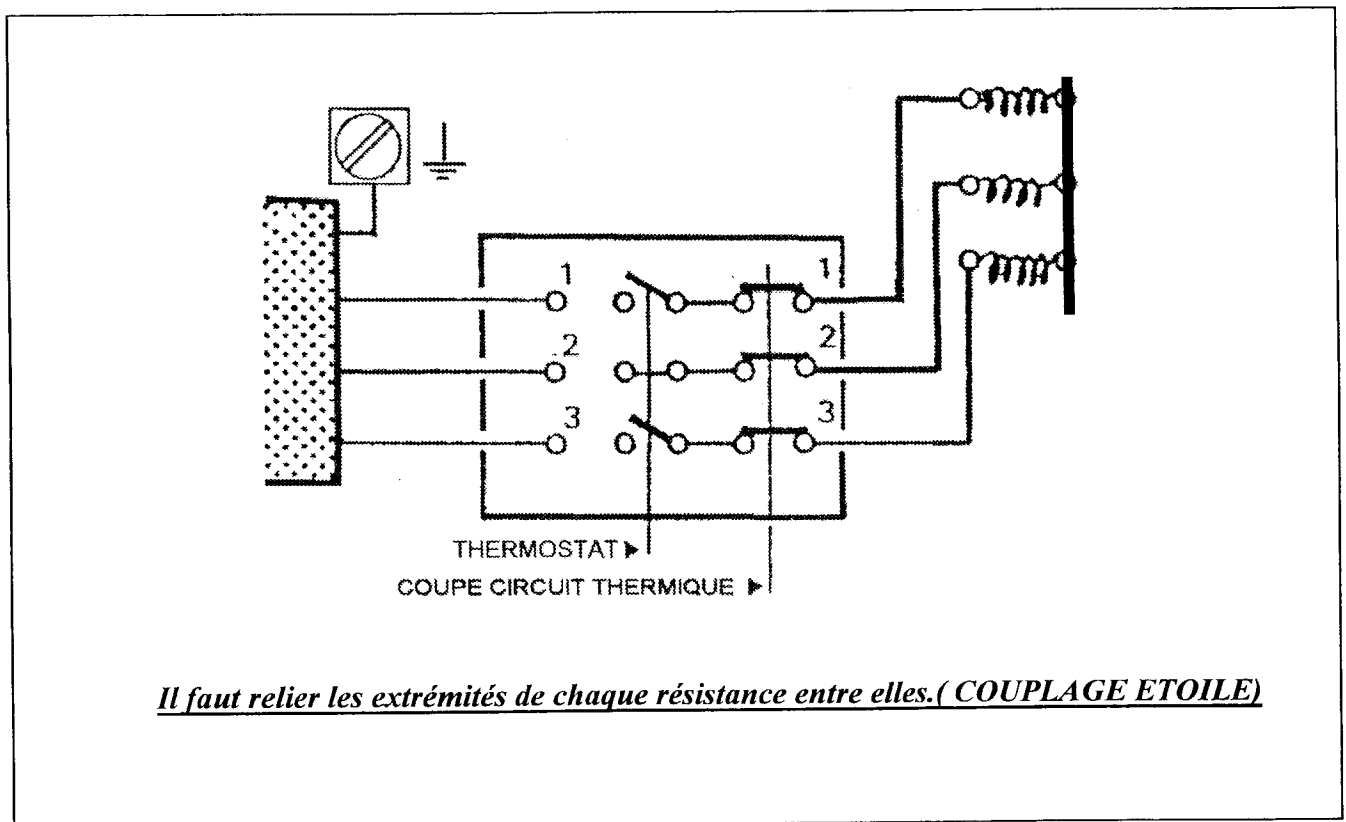 1 1
2 2
3 3
THERMOSTAT
COUPE CIRCUIT THERMIQUE
Il faut relier les extrémités de chaque résistance entre elles.( COUPLAGE ETOILE)